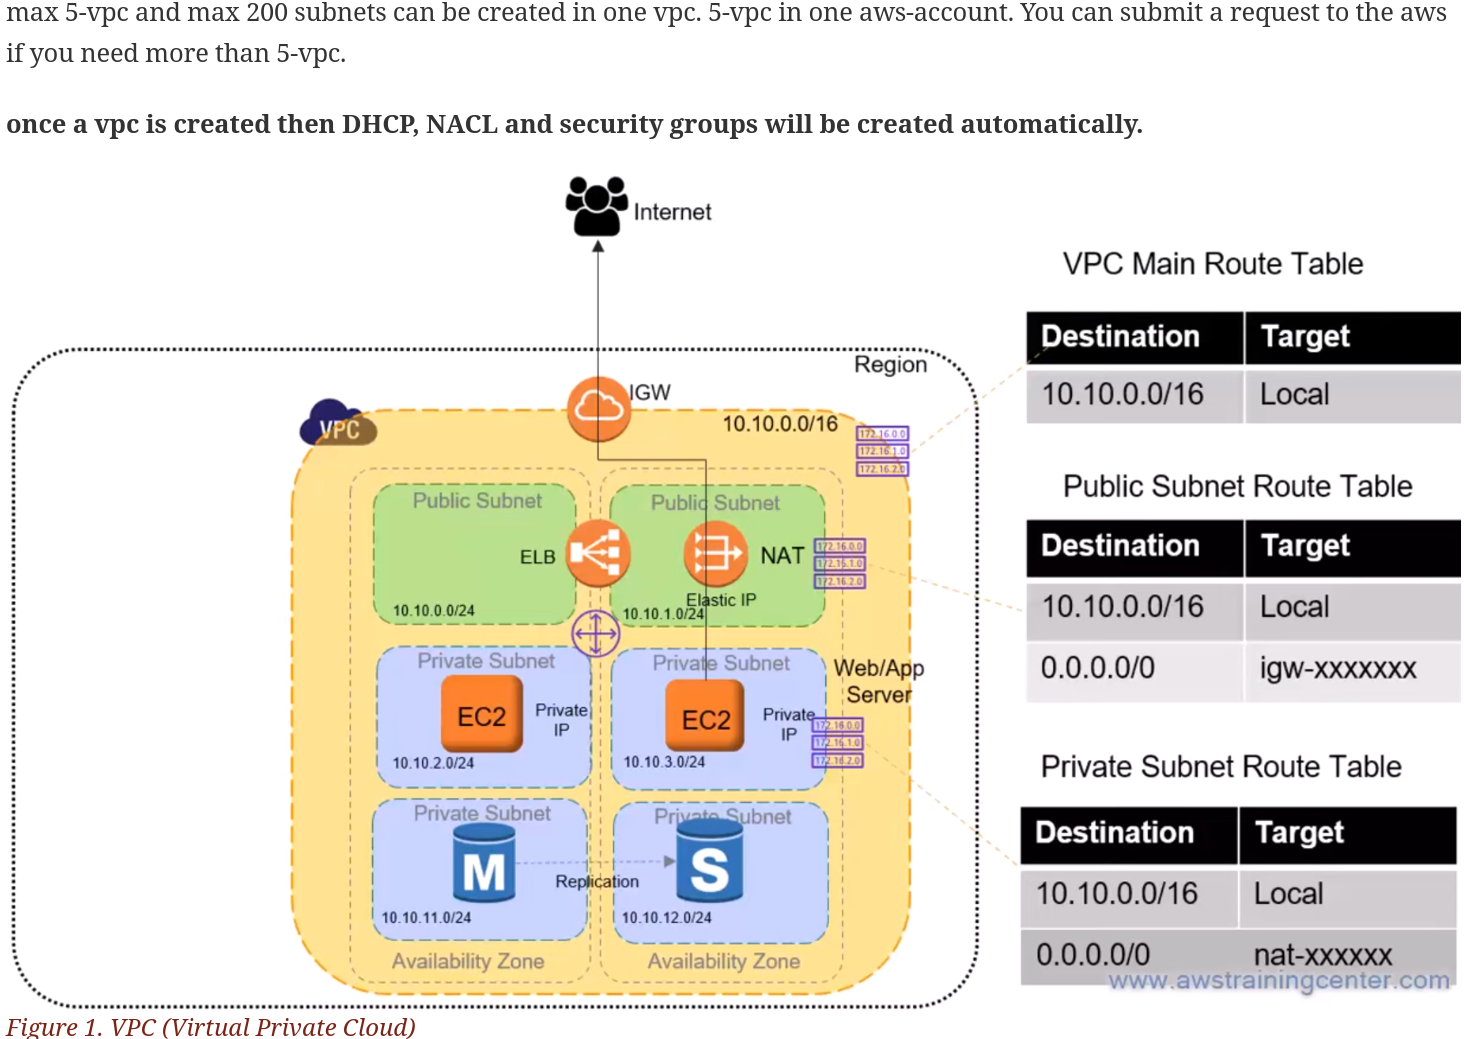 max 5-vpc and max 200 subnets can be created in one vpc. 5-vpc in one aws-account. You can submit a request to the aws
if you need more than 5-vpc.
once a vpc is created then DHCP, NACL and security groups will be created automatically.
Internet
Region
IGW
VPC
10.10.0.0/16
172.16.0.0
172.16.1.0
172.16.2.0
Public Subnet
Public Subnet
ELB
NAT
172.16.0.0
172.16.1.0
172.16.2.0
Elastic IP
10.10.0.0/24
10.10.1.0/24
Private Subnet
Private Subnet
Web/App
Server
EC2
Private
IP
EC2
Private
IP
172.16.0.0
172.16.1.0
172.16.2.0
10.10.2.0/24
10.10.3.0/24
Private Subnet
Private Subnet
M
S
Replication
10.10.11.0/24
10.10.12.0/24
Availability Zone
Availability Zone
VPC Main Route Table
Destination Target
10.10.0.0/16 Local
Public Subnet Route Table
Destination Target
10.10.0.0/16 Local
0.0.0.0/0 igw-xxxxxxx
Private Subnet Route Table
Destination Target
10.10.0.0/16 Local
0.0.0.0/0 nat-xxxxxx
www.awstrainingcenter.com
Figure 1. VPC (Virtual Private Cloud)